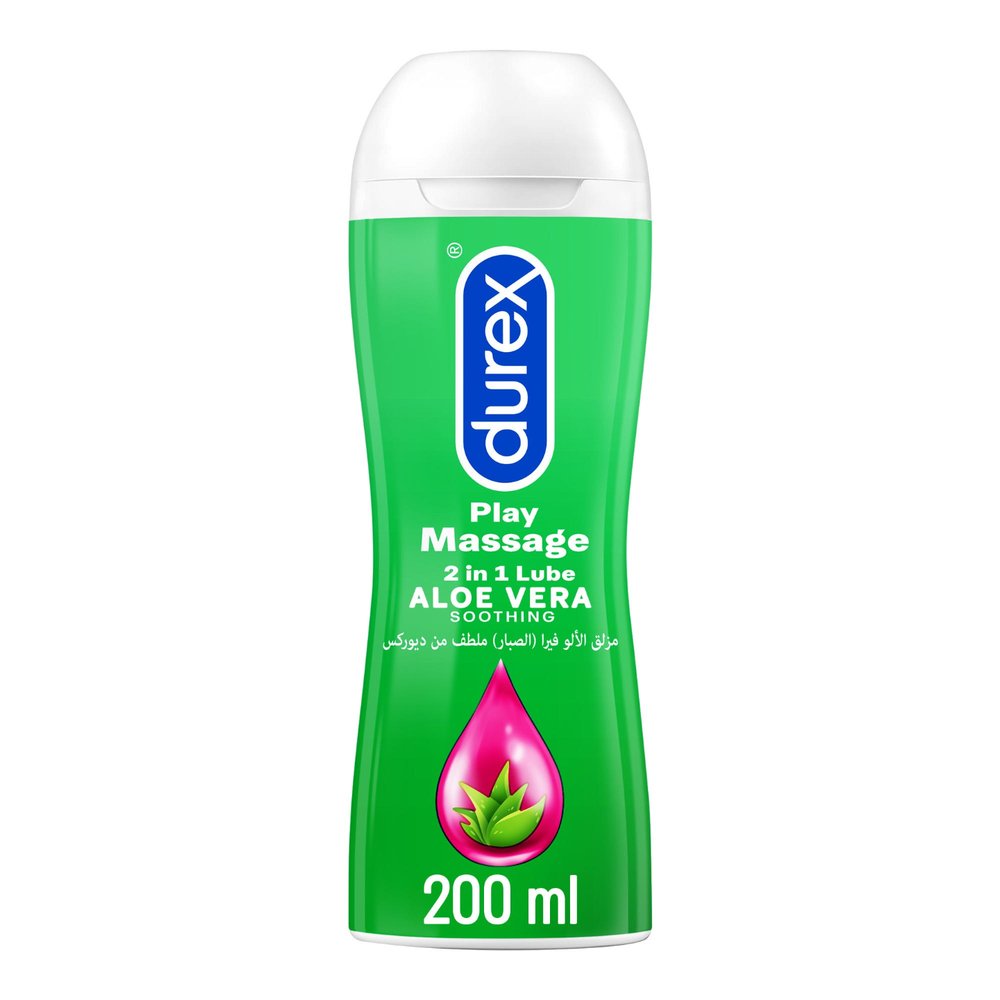 ®
durex
Play
Massage
2 in 1 Lube
ALOE VERA
SOOTHING
مزلق الألو فيرا (الصبار) ملطف من ديوركس
200 ml